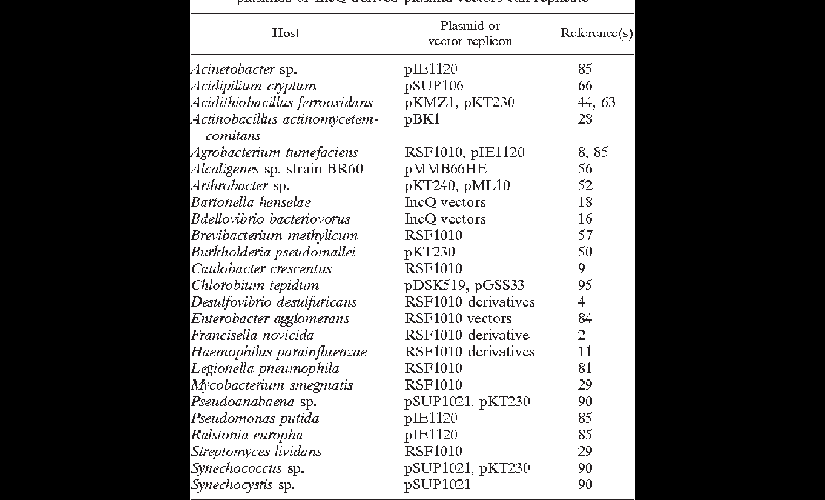 plasmids or IncQ-derived plasmid vectors can replicate
Host Plasmid or vector replicon Reference(s)
Acinetobacter sp. pIE1120 85
Acidiphilium cryptum pSUP106 66
Acidithiobacillus ferrooxidans pKMZ1, pKT230 44, 63
Actinobacillus actinomycetem-
comitans pBK1 28
Agrobacterium tumefaciens RSF1010, pIE1120 8, 85
Alcaligenes sp. strain BR60 pMMB66HE 56
Arthrobacter sp. pKT240, pML10 52
Bartonella henselae IncQ vectors 18
Bdellovibrio bacteriovorus IncQ vectors 16
Brevibacterium methylicum RSF1010 57
Burkholderia pseudomallei pKT230 50
Caulobacter crescentus RSF1010 9
Chlorobium tepidum pDSK519, pGSS33 95
Desulfovibrio desulfuricans RSF1010 derivatives 4
Enterobacter agglomerans RSF1010 vectors 84
Francisella novicida RSF1010 derivative 2
Haemophilus parainfluenzae RSF1010 derivatives 11
Legionella pneumophila RSF1010 81
Mycobacterium smegmatis RSF1010 29
Pseudoanabaena sp. pSUP1021, pKT230 90
Pseudomonas putida pIE1120 85
Ralstonia europha pIE1120 85
Streptomyces lividans RSF1010 29
Synechococcus sp. pSUP1021, pKT230 90
Synechocystis sp. pSUP1021 90